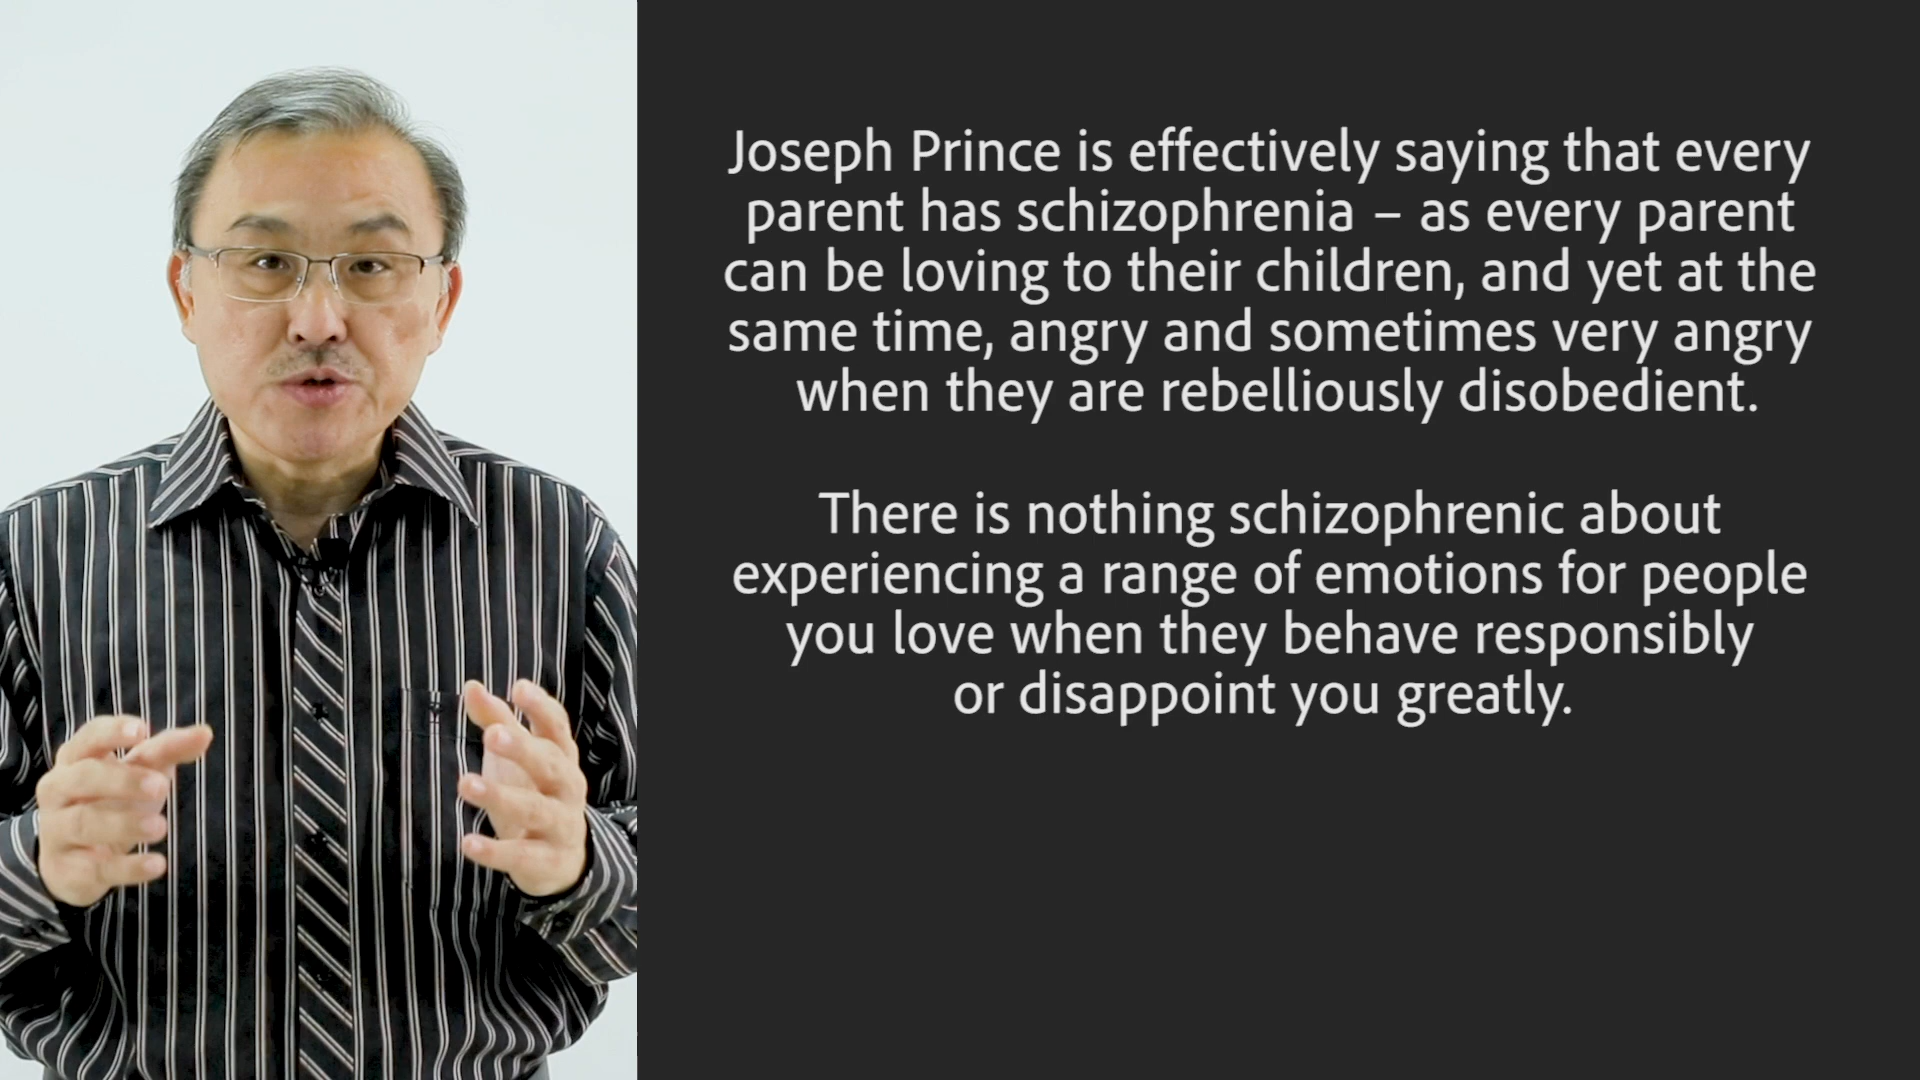 Joseph Prince is effectively saying that every
parent has schizophrenia – as every parent
can be loving to their children, and yet at the
same time, angry and sometimes very angry
when they are rebelliously disobedient.
There is nothing schizophrenic about
experiencing a range of emotions for people
you love when they behave responsibly
or disappoint you greatly.